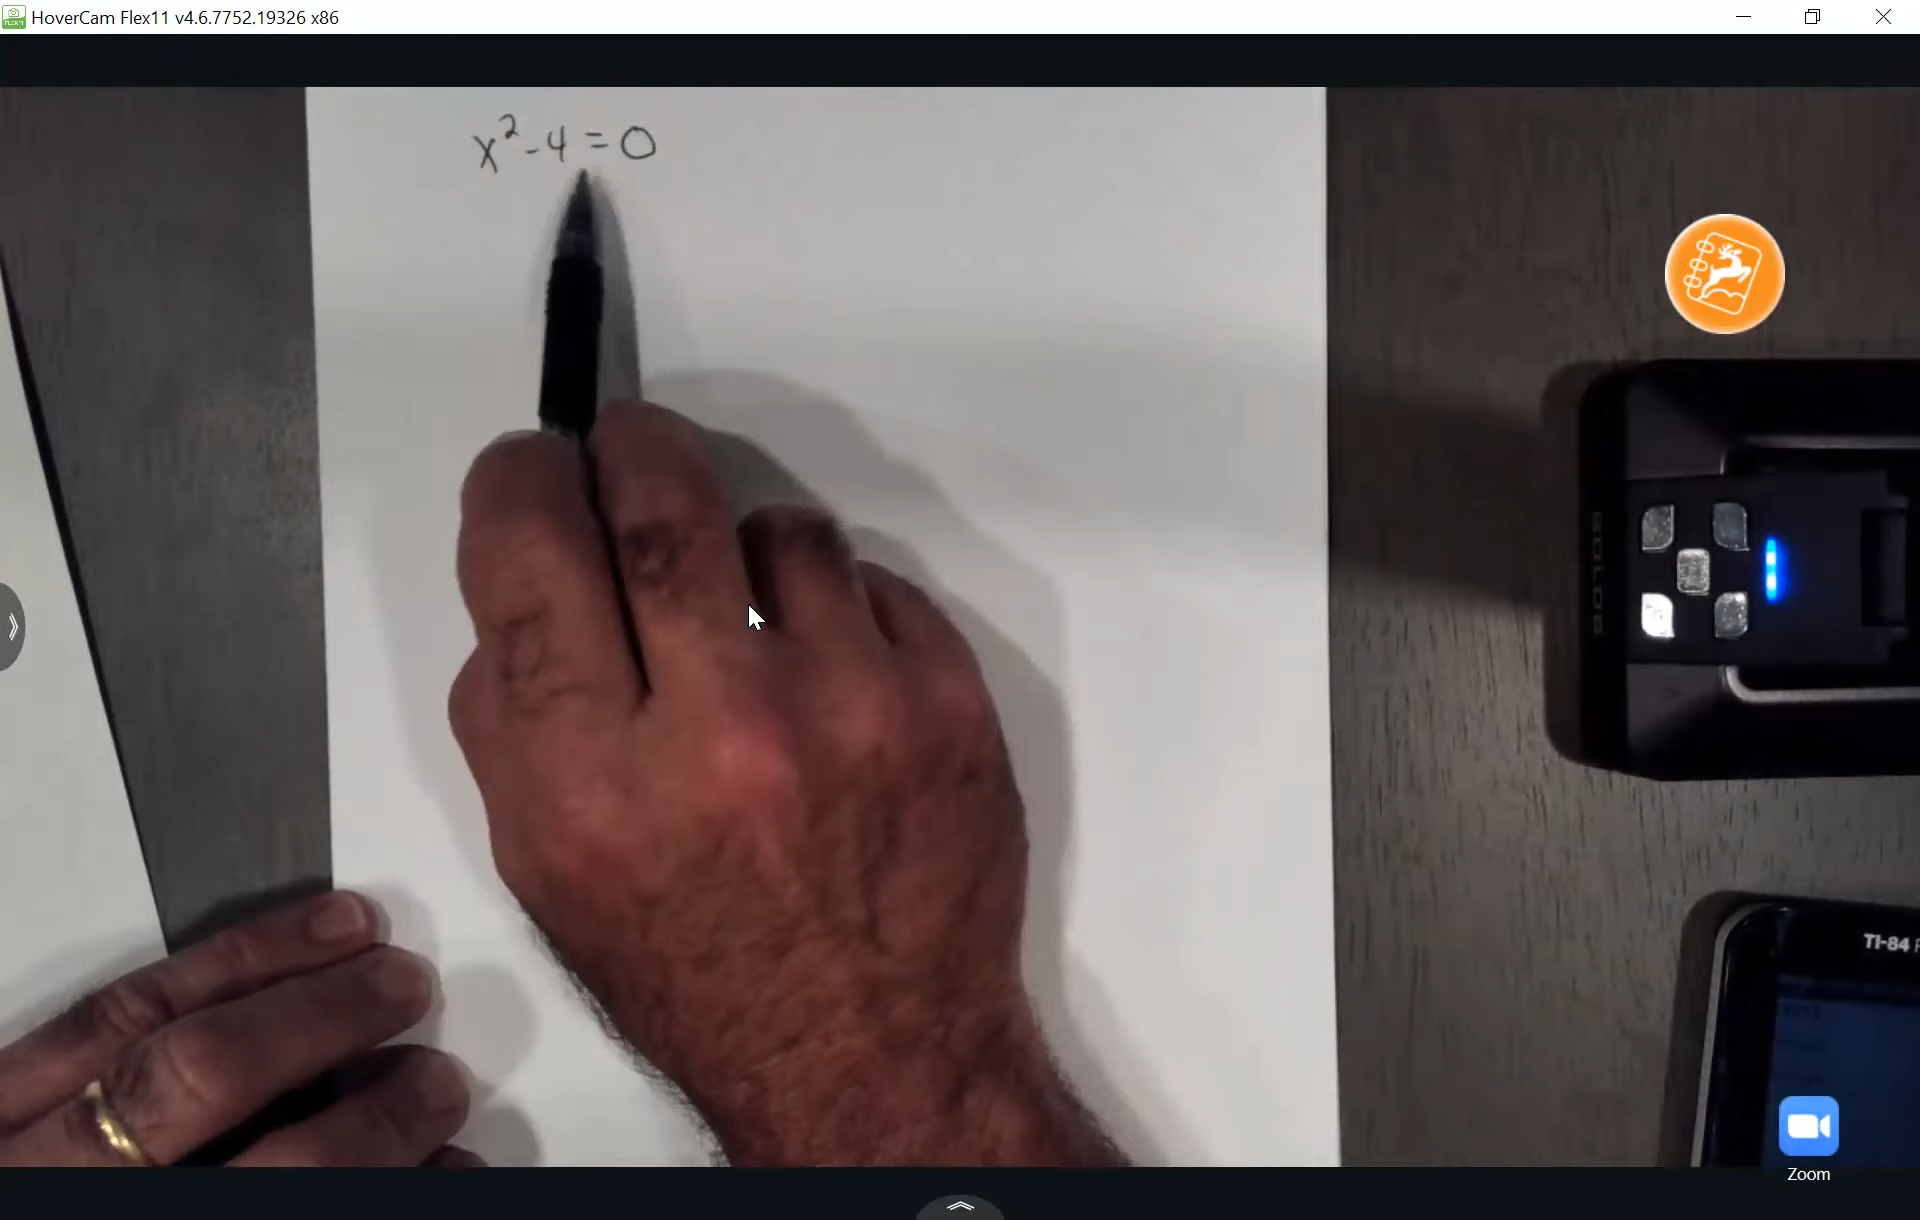 HoverCam Flex11 v4.6.7752.19326 x86
x² - 4 = 0
TI-84
Zoom